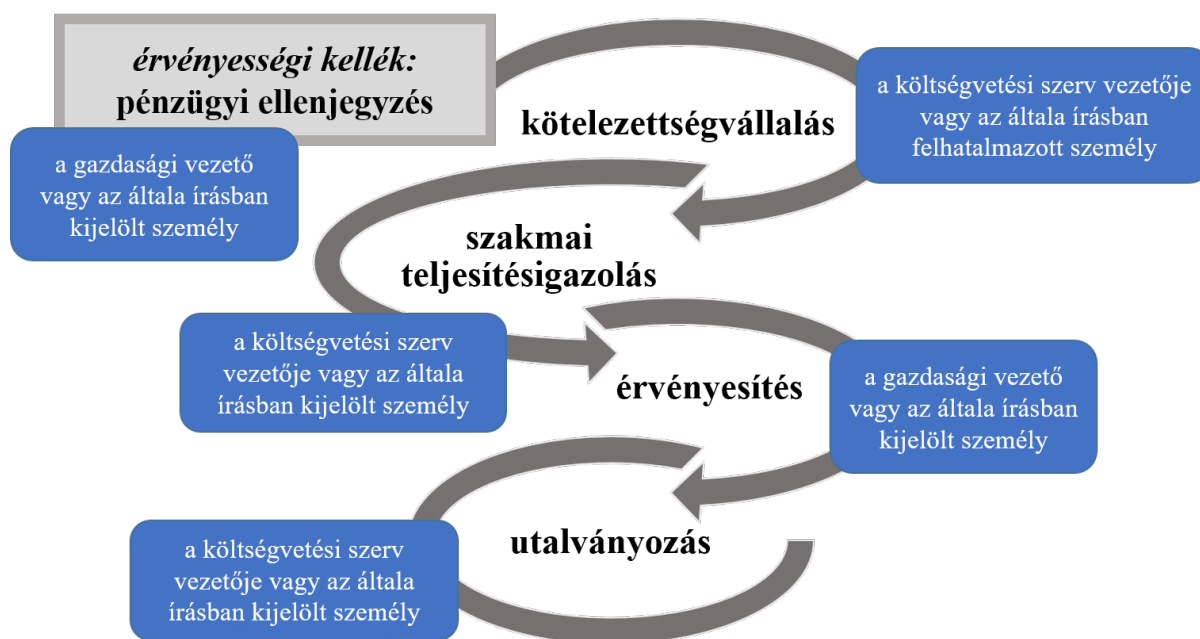 érvényességi kellék:
pénzügyi ellenjegyzés
a gazdasági vezető
vagy az általa írásban
kijelölt személy
kötelezettségvállalás
a költségvetési szerv vezetője
vagy az általa írásban
felhatalmazott személy
szakmai
teljesítésigazolás
a költségvetési szerv
vezetője vagy az általa
írásban kijelölt személy
érvényesítés
a gazdasági vezető
vagy az általa írásban
kijelölt személy
utalványozás
a költségvetési szerv
vezetője vagy az általa
írásban kijelölt személy